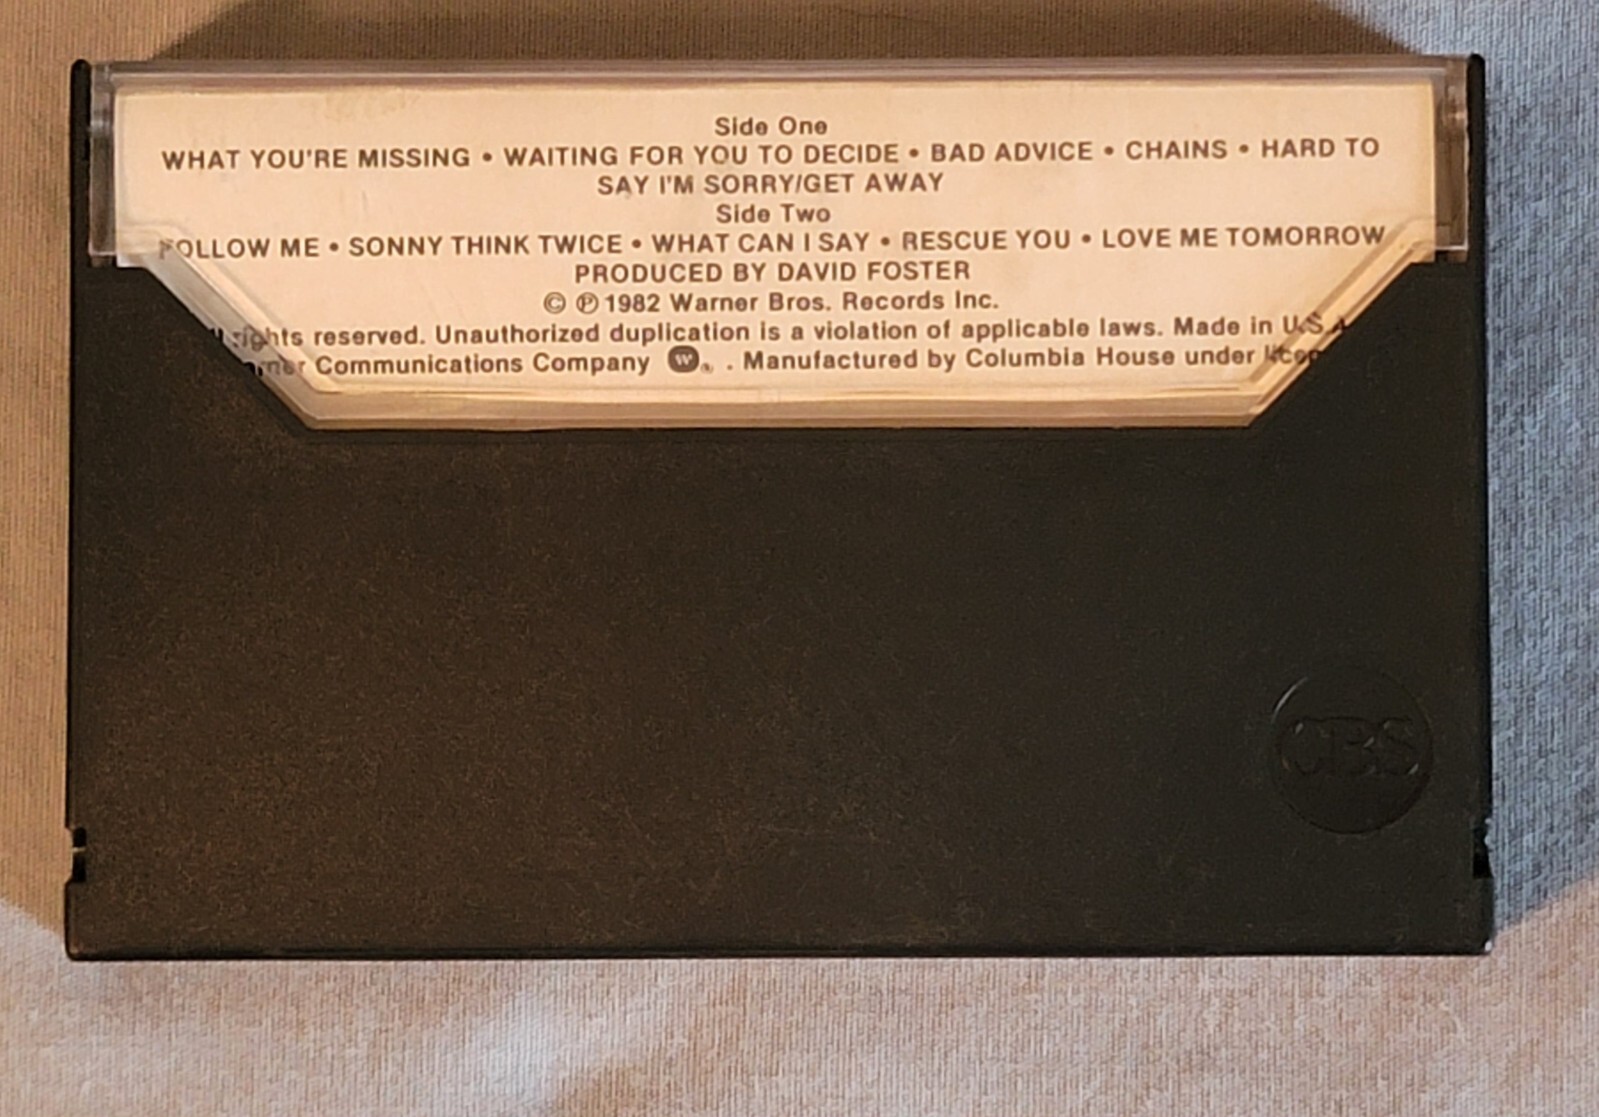 Side One
WHAT YOU'RE MISSING • WAITING FOR YOU TO DECIDE • BAD ADVICE • CHAINS • HARD TO
SAY I'M SORRY/GET AWAY
Side Two
FOLLOW ME • SONNY THINK TWICE • WHAT CAN I SAY • RESCUE YOU • LOVE ME TOMORROW
PRODUCED BY DAVID FOSTER
© ℗ 1982 Warner Bros. Records Inc.
rights reserved. Unauthorized duplication is a violation of applicable laws. Made in U.S.A
Communications Company W ® . Manufactured by Columbia House under
CBS